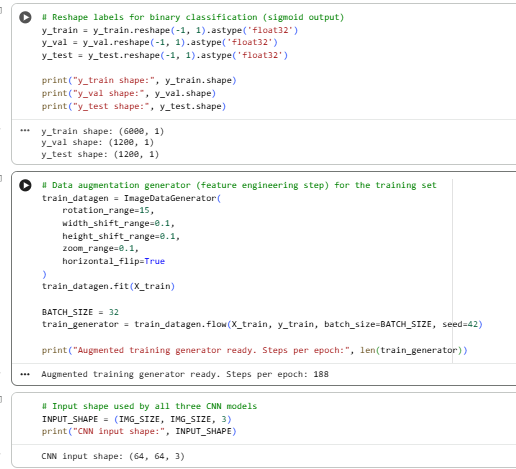 # Reshape labels for binary classification (sigmoid output)
y_train = y_train.reshape(-1, 1).astype('float32')
y_val = y_val.reshape(-1, 1).astype('float32')
y_test = y_test.reshape(-1, 1).astype('float32')
print("y_train shape:", y_train.shape)
print("y_val shape:", y_val.shape)
print("y_test shape:", y_test.shape)
y_train shape: (6000, 1)
y_val shape: (1200, 1)
y_test shape: (1200, 1)
# Data augmentation generator (feature engineering step) for the training set
train_datagen = ImageDataGenerator(
    rotation_range=15,
    width_shift_range=0.1,
    height_shift_range=0.1,
    zoom_range=0.1,
    horizontal_flip=True
)
train_datagen.fit(X_train)
BATCH_SIZE = 32
train_generator = train_datagen.flow(X_train, y_train, batch_size=BATCH_SIZE, seed=42)
print("Augmented training generator ready. Steps per epoch:", len(train_generator))
Augmented training generator ready. Steps per epoch: 188
# Input shape used by all three CNN models
INPUT_SHAPE = (IMG_SIZE, IMG_SIZE, 3)
print("CNN input shape:", INPUT_SHAPE)
CNN input shape: (64, 64, 3)